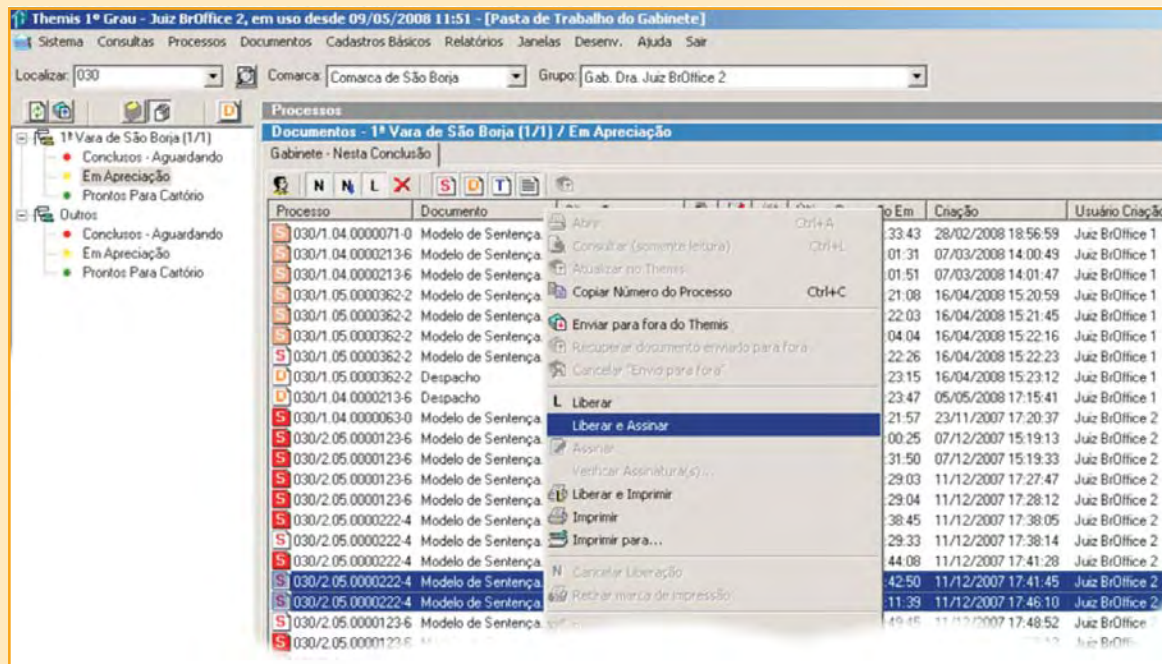 Themis 1º Grau - Juiz BrOffice 2, em uso desde 09/05/2008 11:51 - [Pasta de Trabalho do Gabinete]
Sistema Consultas Processos Documentos Cadastros Básicos Relatórios Janelas Desenv. Ajuda Sair
Localizar: 030 Comarca: Comarca de São Borja Grupo: Gab. Dra. Juiz BrOffice 2
Processos
Documentos - 1ª Vara de São Borja (1/1) / Em Apreciação
Gabinete - Nesta Conclusão
1ª Vara de São Borja (1/1)
Conclusos - Aguardando
Em Apreciação
Prontos Para Cartório
Outros
Conclusos - Aguardando
Em Apreciação
Prontos Para Cartório
N N L S D T
Processo Documento o Em Criação Usuário Criação
S 030/1.04.0000071-0 Modelo de Sentença. :33:43 28/02/2008 18:56:59 Juiz BrOffice 1
S 030/1.04.0000213-6 Modelo de Sentença. :01:31 07/03/2008 14:00:49 Juiz BrOffice 1
S 030/1.04.0000213-6 Modelo de Sentença. :01:51 07/03/2008 14:01:47 Juiz BrOffice 1
S 030/1.05.0000362-2 Modelo de Sentença. :21:08 16/04/2008 15:20:59 Juiz BrOffice 1
S 030/1.05.0000362-2 Modelo de Sentença. :22:03 16/04/2008 15:21:45 Juiz BrOffice 1
S 030/1.05.0000362-2 Modelo de Sentença. :04:04 16/04/2008 15:22:16 Juiz BrOffice 1
S 030/1.05.0000362-2 Modelo de Sentença. :22:26 16/04/2008 15:22:23 Juiz BrOffice 1
D 030/1.05.0000362-2 Despacho :23:15 16/04/2008 15:23:12 Juiz BrOffice 1
D 030/1.04.0000213-6 Despacho :23:47 05/05/2008 17:15:41 Juiz BrOffice 1
S 030/1.04.0000063-0 Modelo de Sentença. :21:57 23/11/2007 17:20:37 Juiz BrOffice 2
S 030/2.05.0000123-6 Modelo de Sentença. :00:25 07/12/2007 15:19:13 Juiz BrOffice 2
S 030/2.05.0000123-6 Modelo de Sentença. :31:50 07/12/2007 15:19:33 Juiz BrOffice 2
S 030/2.05.0000123-6 Modelo de Sentença. :29:03 11/12/2007 17:27:47 Juiz BrOffice 2
S 030/2.05.0000123-6 Modelo de Sentença. :29:04 11/12/2007 17:28:12 Juiz BrOffice 2
S 030/2.05.0000222-4 Modelo de Sentença. :38:45 11/12/2007 17:38:05 Juiz BrOffice 2
S 030/2.05.0000222-4 Modelo de Sentença. :29:33 11/12/2007 17:38:14 Juiz BrOffice 2
S 030/2.05.0000222-4 Modelo de Sentença. :44:08 11/12/2007 17:41:28 Juiz BrOffice 2
S 030/2.05.0000222-4 Modelo de Sentença. :42:50 11/12/2007 17:41:45 Juiz BrOffice 2
S 030/2.05.0000222-4 Modelo de Sentença. :11:39 11/12/2007 17:46:10 Juiz BrOffice 2
S 030/2.05.0000123-6 Modelo de Sentença. :49:45 11/12/2007 17:48:52 Juiz BrOffice 2
S 030/2.05.0000123-6
Abrir Ctrl+A
Consultar (somente leitura) Ctrl+L
Atualizar no Themis
Copiar Número do Processo Ctrl+C
Enviar para fora do Themis
Recuperar documento enviado para fora
Cancelar "Envio para fora"
L Liberar
Liberar e Assinar
Assinar
Verificar Assinatura(s)...
Liberar e Imprimir
Imprimir
Imprimir para...
N Cancelar Liberação
Retirar marca de impressão